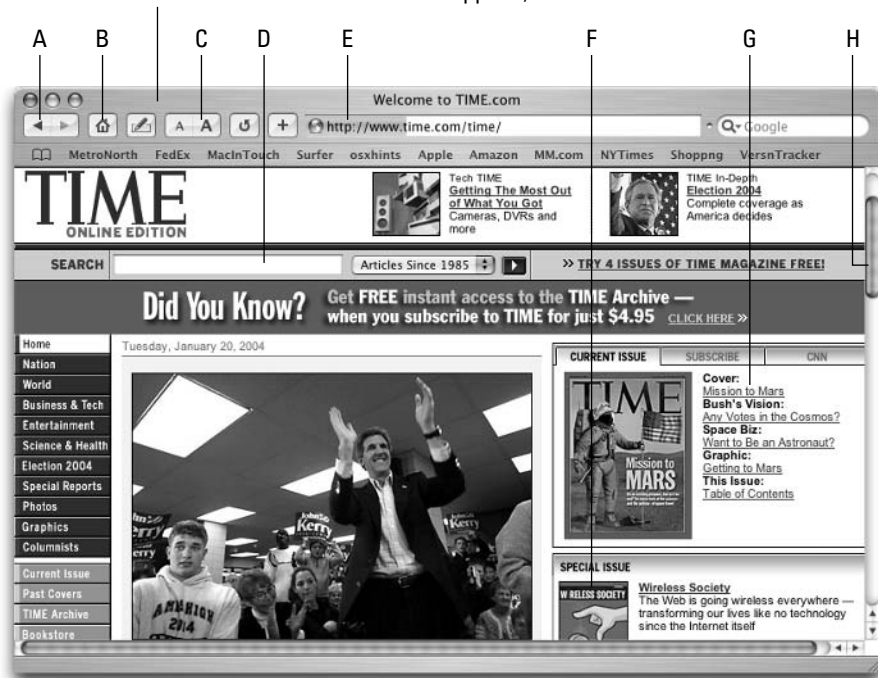 A B C D E F G H
Welcome to TIME.com
A A + http://www.time.com/time/ Google
MetroNorth FedEx MacInTouch Surfer osxhints Apple Amazon MM.com NYTimes Shoppng VersnTracker
TIME
ONLINE EDITION
Tech TIME
Getting The Most Out
of What You Got
Cameras, DVRs and
more
TIME In-Depth
Election 2004
Complete coverage as
America decides
SEARCH Articles Since 1985 >> TRY 4 ISSUES OF TIME MAGAZINE FREE!
Did You Know? Get FREE instant access to the TIME Archive —
when you subscribe to TIME for just $4.95 CLICK HERE >>
Home
Nation
World
Business & Tech
Entertainment
Science & Health
Election 2004
Special Reports
Photos
Graphics
Columnists
Current Issue
Past Covers
TIME Archive
Bookstore
Tuesday, January 20, 2004
John Kerry
Kerry
Kerry
AMES HIGH
2004
CURRENT ISSUE SUBSCRIBE CNN
TIME
Mission to
MARS
Cover:
Mission to Mars
Bush's Vision:
Any Votes in the Cosmos?
Space Biz:
Want to Be an Astronaut?
Graphic:
Getting to Mars
This Issue:
Table of Contents
SPECIAL ISSUE
W RELESS SOCIETY
Wireless Society
The Web is going wireless everywhere —
transforming our lives like no technology
since the Internet itself